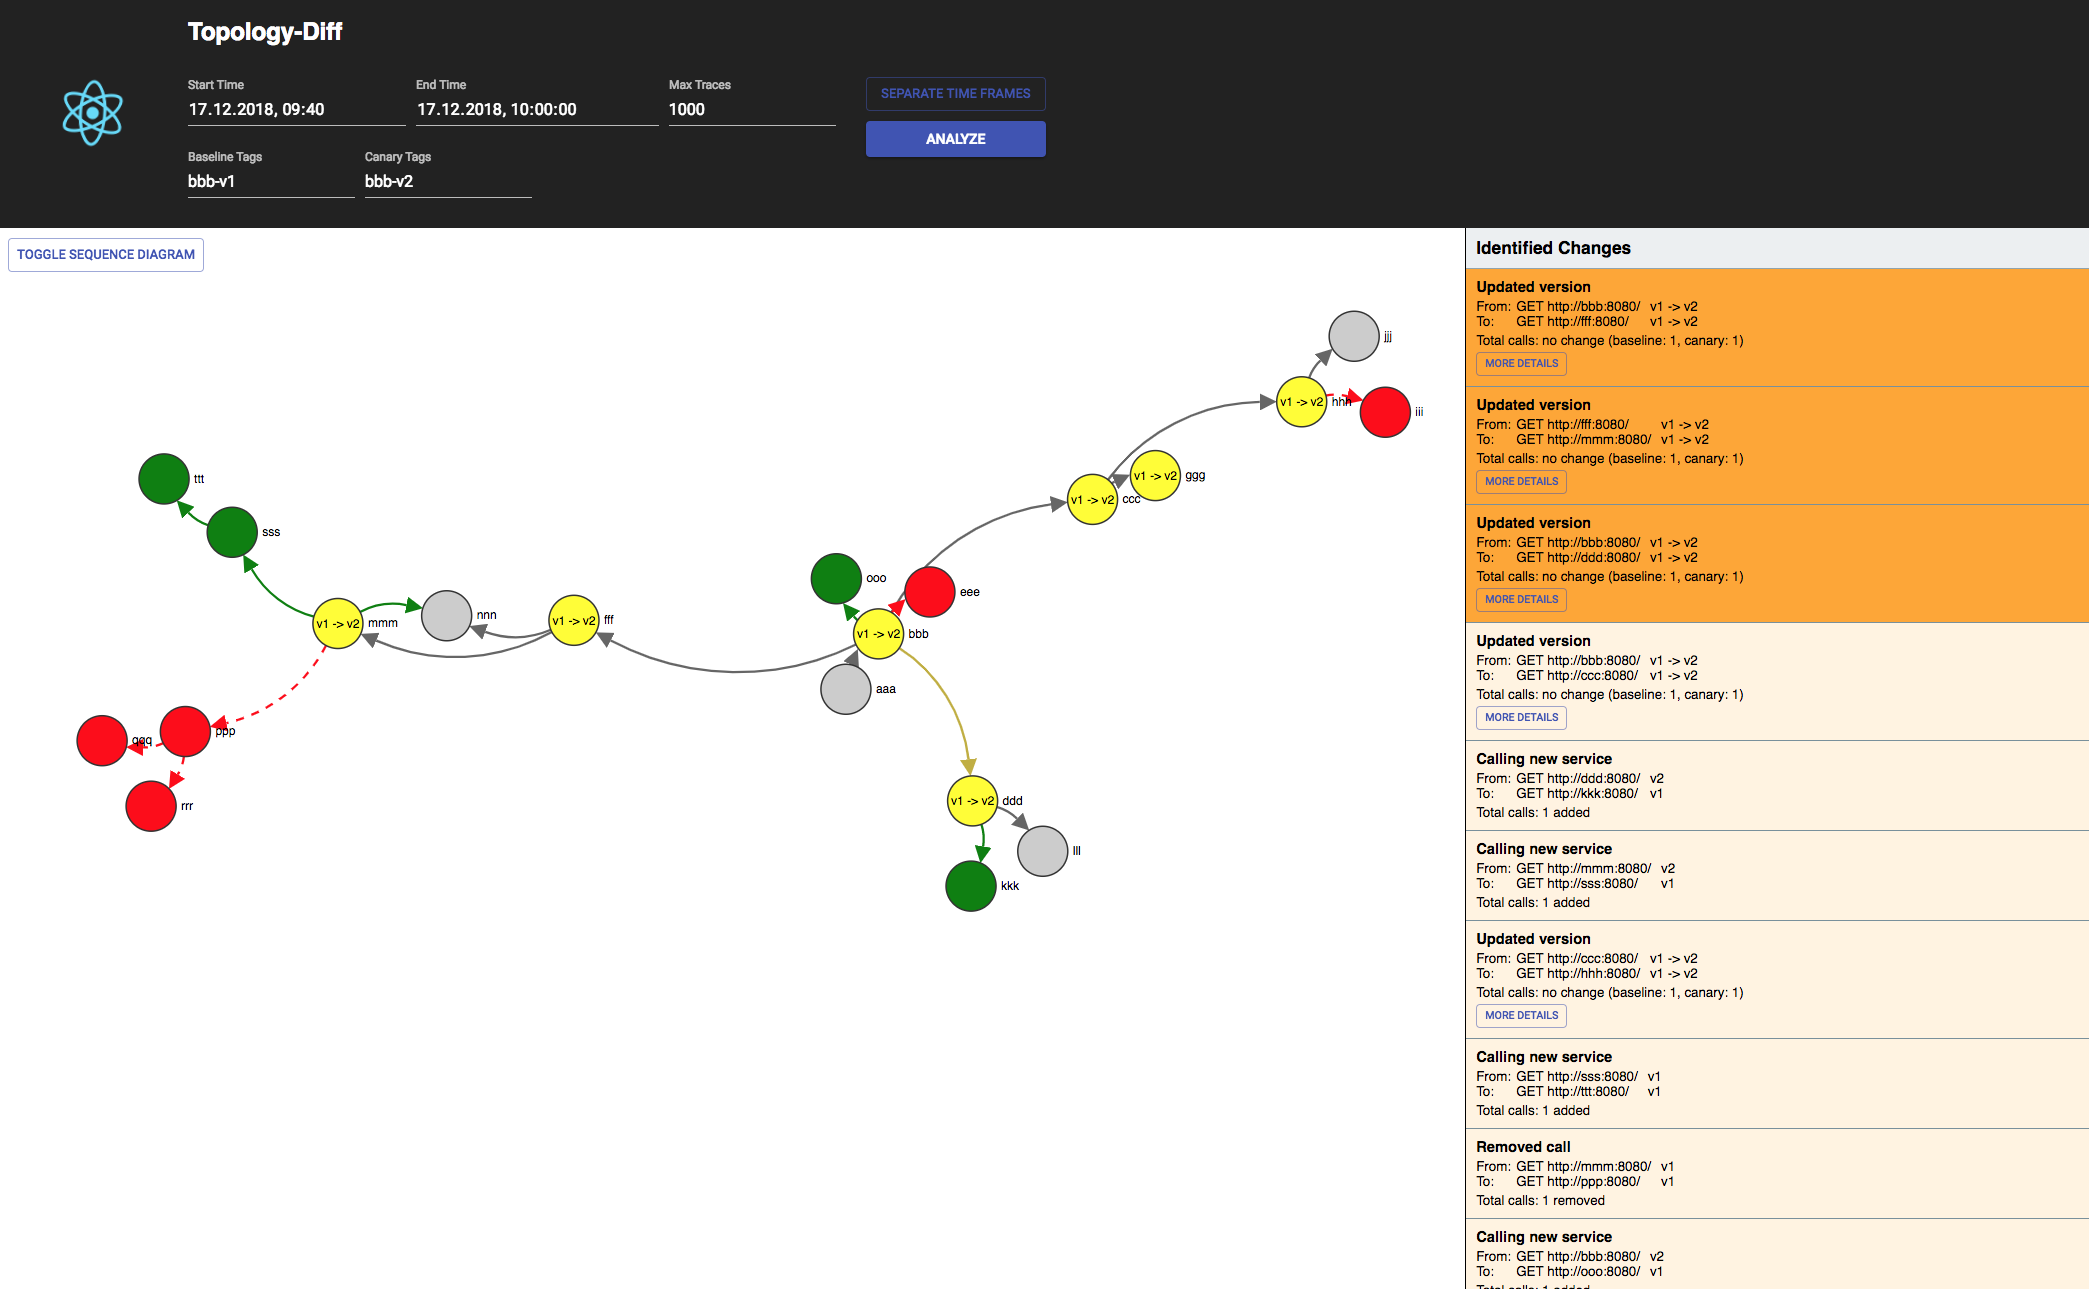 Topology-Diff
Start Time
17.12.2018, 09:40
End Time
17.12.2018, 10:00:00
Max Traces
1000
SEPARATE TIME FRAMES
ANALYZE
Baseline Tags
bbb-v1
Canary Tags
bbb-v2
TOGGLE SEQUENCE DIAGRAM
jjj
v1 -> v2 hhh
iii
v1 -> v2 ggg
v1 -> v2 ccc
ttt
sss
ooo
eee
nnn
v1 -> v2 fff
v1 -> v2 mmm
v1 -> v2 bbb
aaa
ppp
qqq
rrr
v1 -> v2 ddd
lll
kkk
Identified Changes
Updated version
From: GET http://bbb:8080/ v1 -> v2
To: GET http://fff:8080/ v1 -> v2
Total calls: no change (baseline: 1, canary: 1)
MORE DETAILS
Updated version
From: GET http://fff:8080/ v1 -> v2
To: GET http://mmm:8080/ v1 -> v2
Total calls: no change (baseline: 1, canary: 1)
MORE DETAILS
Updated version
From: GET http://bbb:8080/ v1 -> v2
To: GET http://ddd:8080/ v1 -> v2
Total calls: no change (baseline: 1, canary: 1)
MORE DETAILS
Updated version
From: GET http://bbb:8080/ v1 -> v2
To: GET http://ccc:8080/ v1 -> v2
Total calls: no change (baseline: 1, canary: 1)
MORE DETAILS
Calling new service
From: GET http://ddd:8080/ v2
To: GET http://kkk:8080/ v1
Total calls: 1 added
Calling new service
From: GET http://mmm:8080/ v2
To: GET http://sss:8080/ v1
Total calls: 1 added
Updated version
From: GET http://ccc:8080/ v1 -> v2
To: GET http://hhh:8080/ v1 -> v2
Total calls: no change (baseline: 1, canary: 1)
MORE DETAILS
Calling new service
From: GET http://sss:8080/ v1
To: GET http://ttt:8080/ v1
Total calls: 1 added
Removed call
From: GET http://mmm:8080/ v1
To: GET http://ppp:8080/ v1
Total calls: 1 removed
Calling new service
From: GET http://bbb:8080/ v2
To: GET http://ooo:8080/ v1